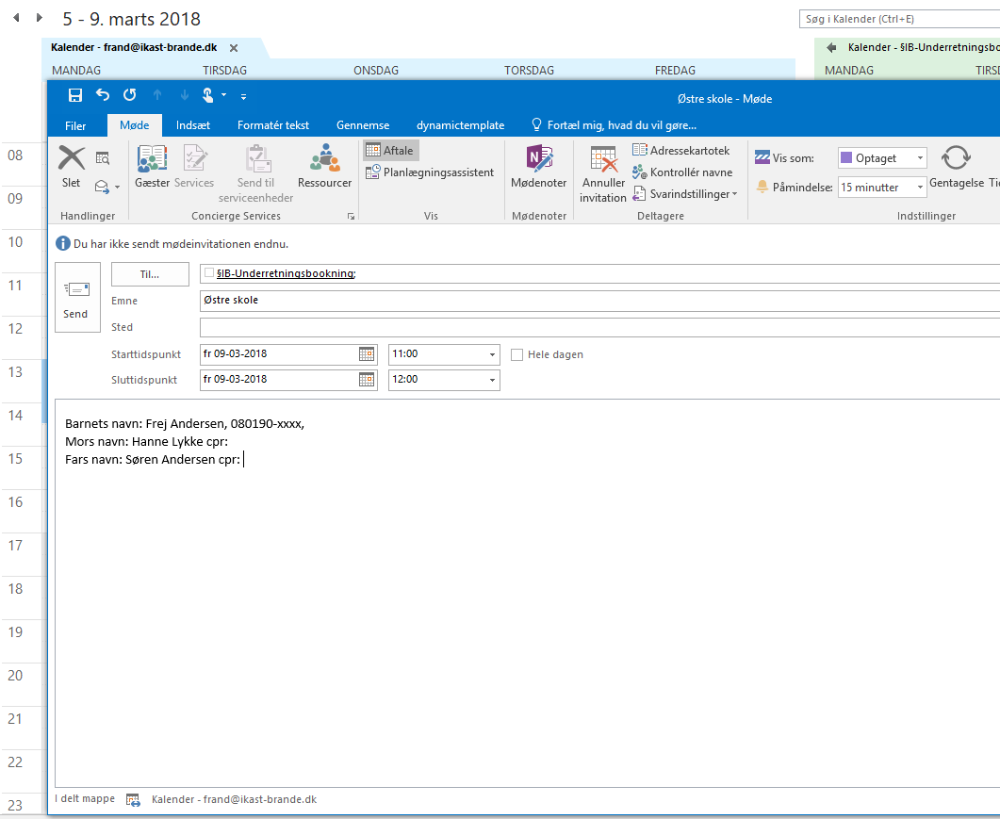 5 - 9. marts 2018
Søg i Kalender (Ctrl+E)
Kalender - frand@ikast-brande.dk
Kalender - §IB-Underretningsbo
MANDAG TIRSDAG ONSDAG TORSDAG FREDAG MANDAG TIRS
Østre skole - Møde
Filer Møde Indsæt Formatér tekst Gennemse dynamictemplate Fortæl mig, hvad du vil gøre...
Slet
Handlinger
Gæster
Services
Send til
serviceenheder
Ressourcer
Concierge Services
Aftale
Planlægningsassistent
Vis
Mødenoter
Mødenoter
Annuller
invitation
Adressekartotek
Kontrollér navne
Svarindstillinger
Deltagere
Vis som: Optaget
Påmindelse: 15 minutter
Gentagelse
Indstillinger
Du har ikke sendt mødeinvitationen endnu.
Send
Til... §IB-Underretningsbookning;
Emne Østre skole
Sted
Starttidspunkt fr 09-03-2018 11:00 Hele dagen
Sluttidspunkt fr 09-03-2018 12:00
Barnets navn: Frej Andersen, 080190-xxxx,
Mors navn: Hanne Lykke cpr:
Fars navn: Søren Andersen cpr:
I delt mappe Kalender - frand@ikast-brande.dk
08
09
10
11
12
13
14
15
16
17
18
19
20
21
22
23